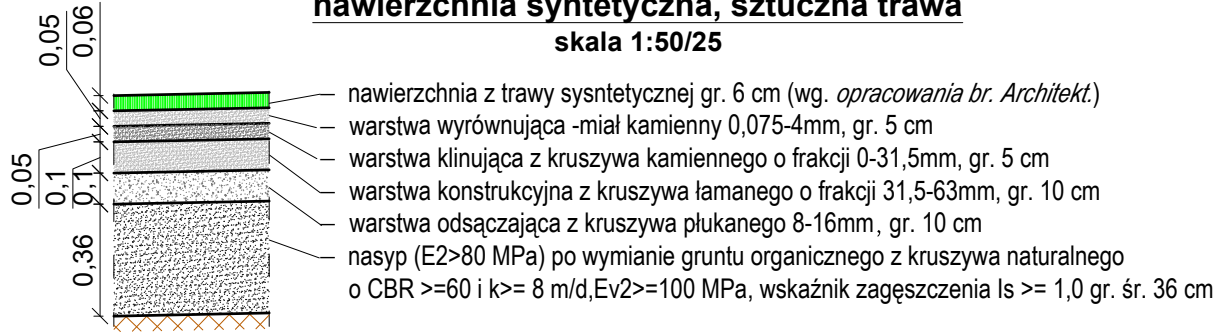 nawierzchnia syntetyczna, sztuczna trawa
skala 1:50/25
0,05
0,06
nawierzchnia z trawy sysntetycznej gr. 6 cm (wg. opracowania br. Architekt.)
warstwa wyrównująca -miał kamienny 0,075-4mm, gr. 5 cm
warstwa klinująca z kruszywa kamiennego o frakcji 0-31,5mm, gr. 5 cm
warstwa konstrukcyjna z kruszywa łamanego o frakcji 31,5-63mm, gr. 10 cm
warstwa odsączająca z kruszywa płukanego 8-16mm, gr. 10 cm
nasyp (E2>80 MPa) po wymianie gruntu organicznego z kruszywa naturalnego
o CBR >=60 i k>= 8 m/d,Ev2>=100 MPa, wskaźnik zagęszczenia Is >= 1,0 gr. śr. 36 cm
0,05
0,1
0,1
0,36